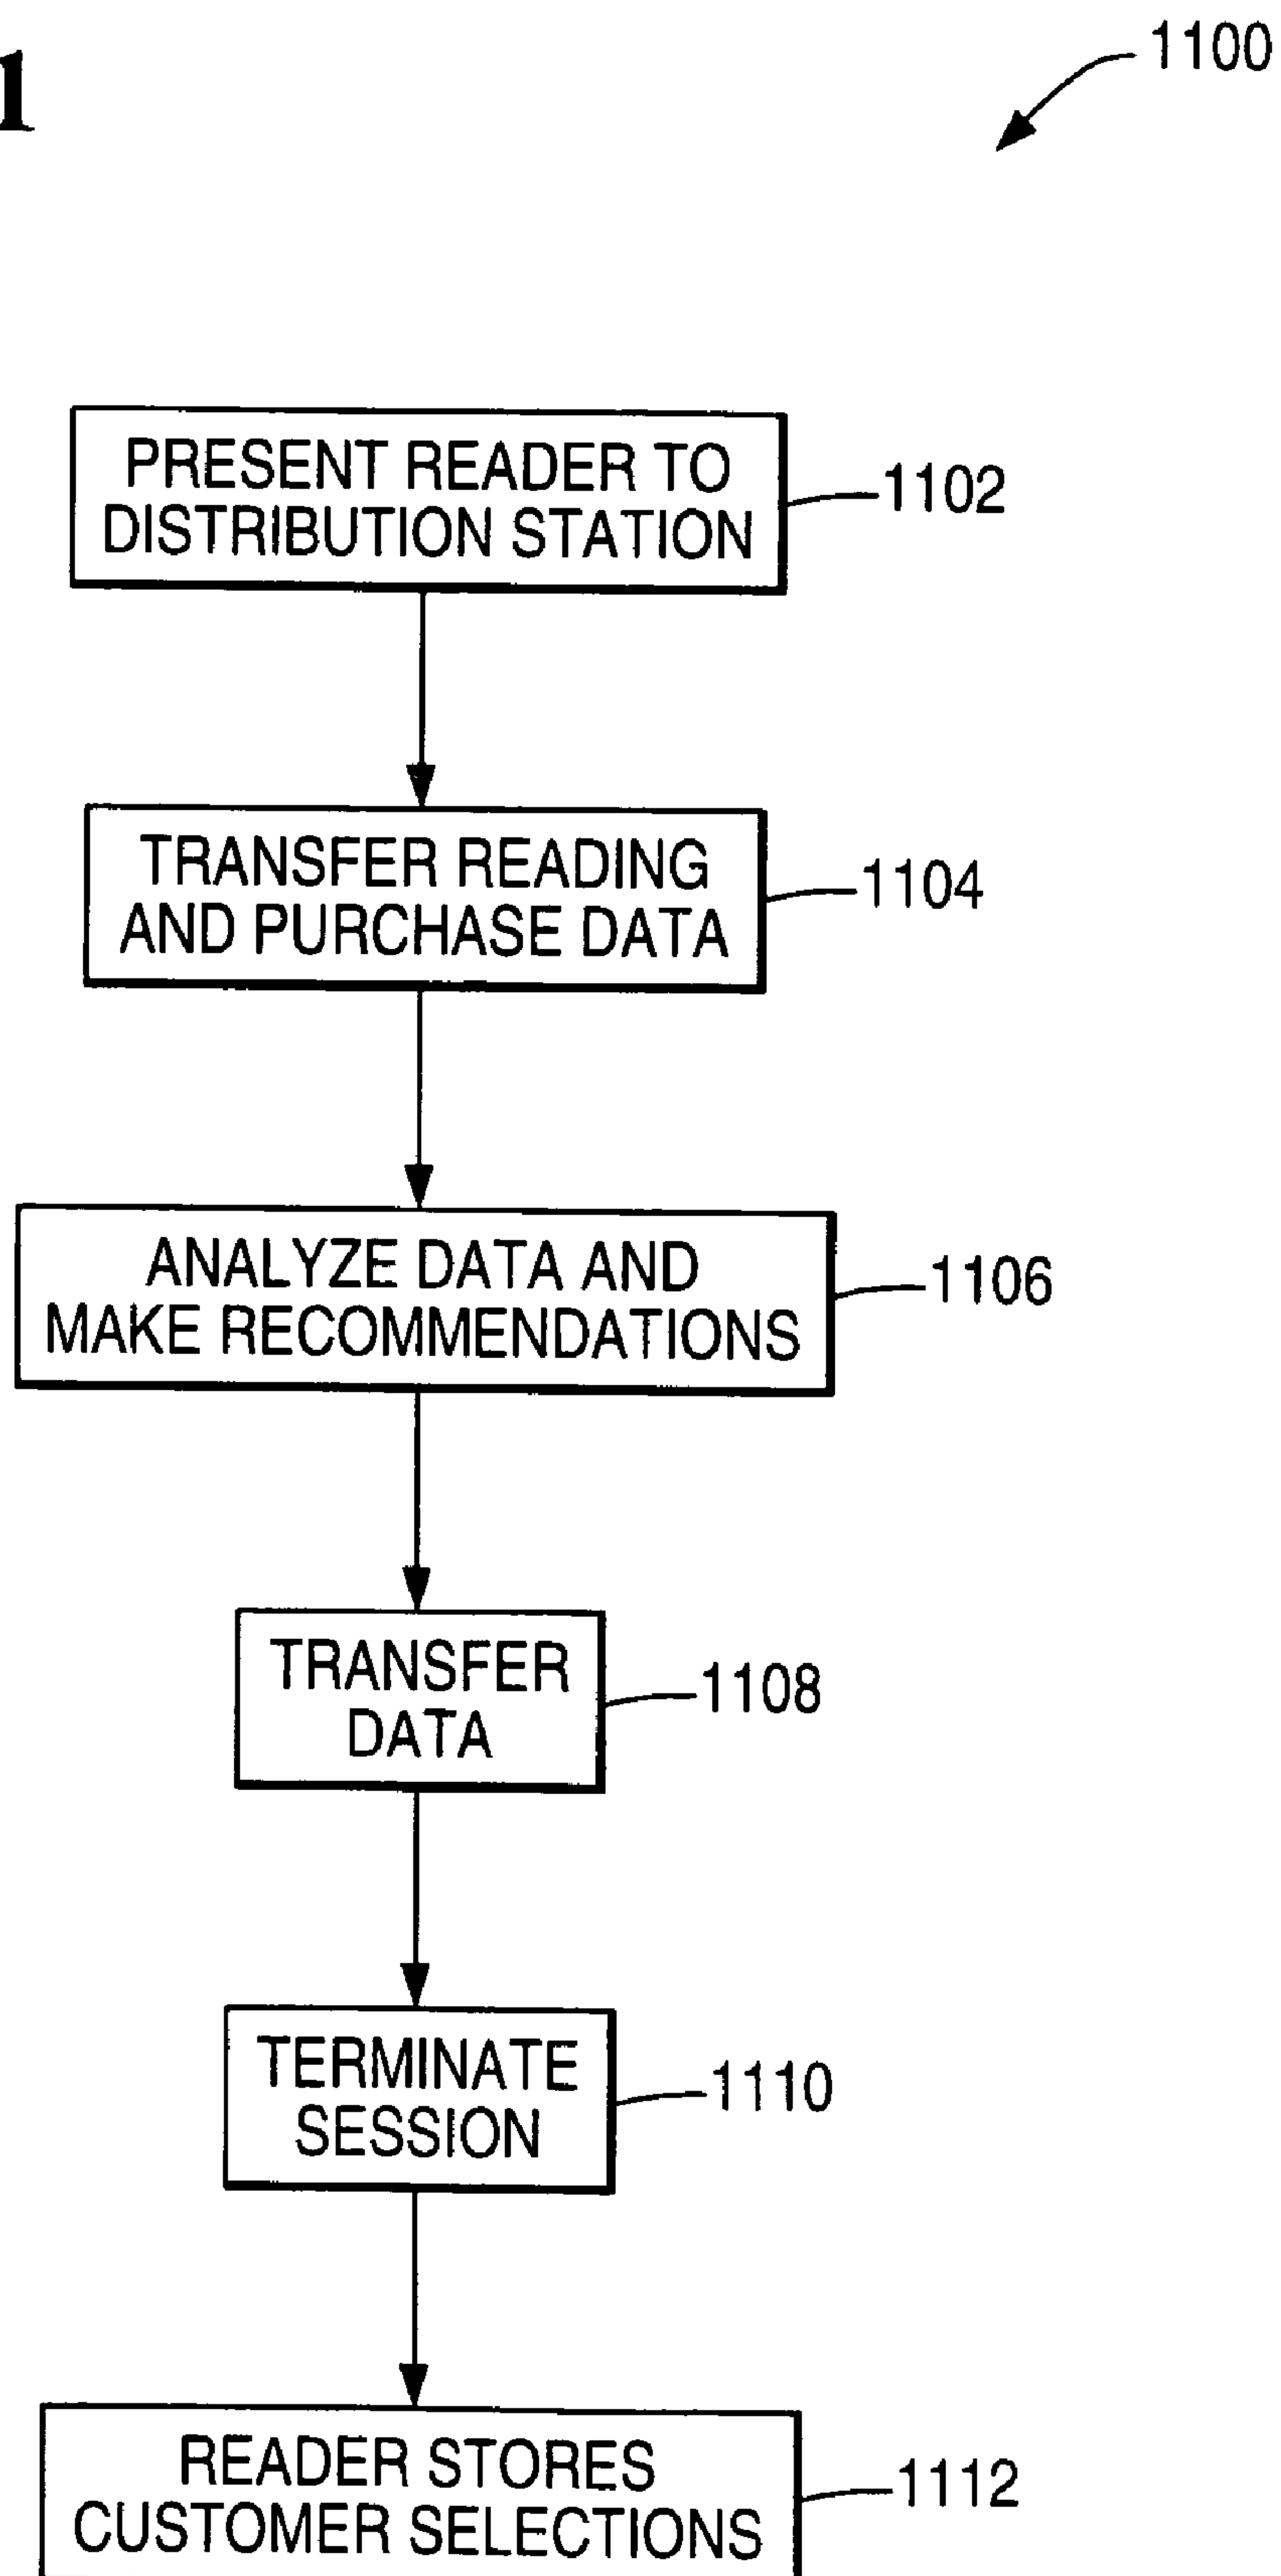 1
1100
PRESENT READER TO
DISTRIBUTION STATION
1102
TRANSFER READING
AND PURCHASE DATA
1104
ANALYZE DATA AND
MAKE RECOMMENDATIONS
1106
TRANSFER
DATA
1108
TERMINATE
SESSION
1110
READER STORES
CUSTOMER SELECTIONS
1112